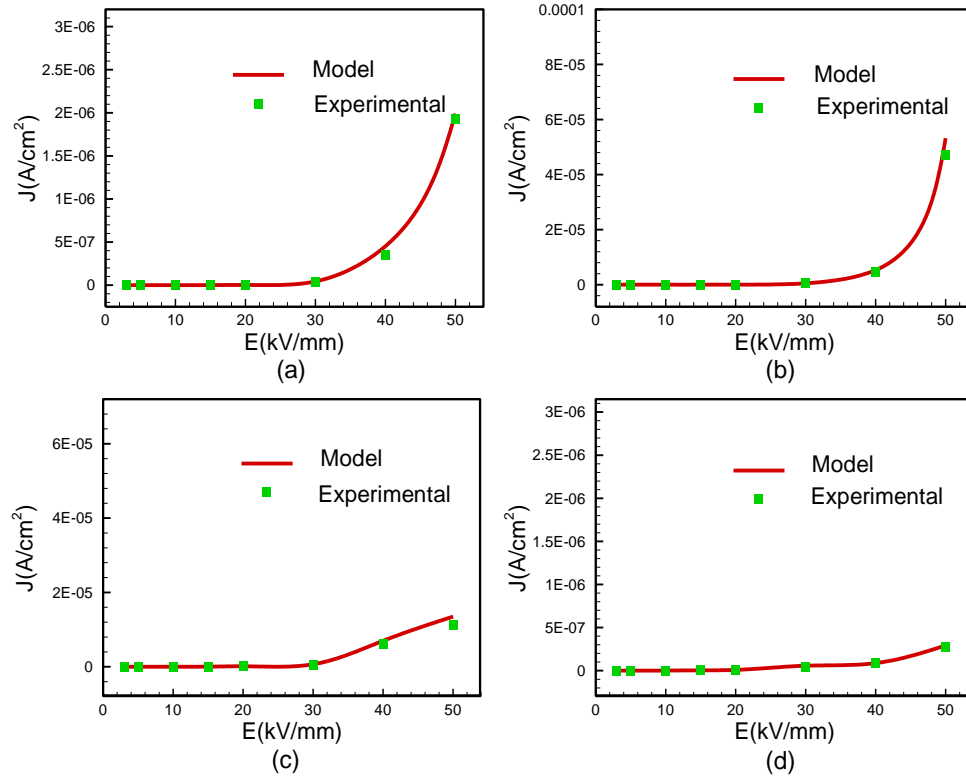 3E-06
2.5E-06
2E-06
1.5E-06
1E-06
5E-07
0
J(A/cm²)
Model
Experimental
0 10 20 30 40 50
E(kV/mm)
(a)
0.0001
8E-05
6E-05
4E-05
2E-05
0
J(A/cm²)
Model
Experimental
0 10 20 30 40 50
E(kV/mm)
(b)
6E-05
4E-05
2E-05
0
J(A/cm²)
Model
Experimental
0 10 20 30 40 50
E(kV/mm)
(c)
3E-06
2.5E-06
2E-06
1.5E-06
1E-06
5E-07
0
J(A/cm²)
Model
Experimental
0 10 20 30 40 50
E(kV/mm)
(d)